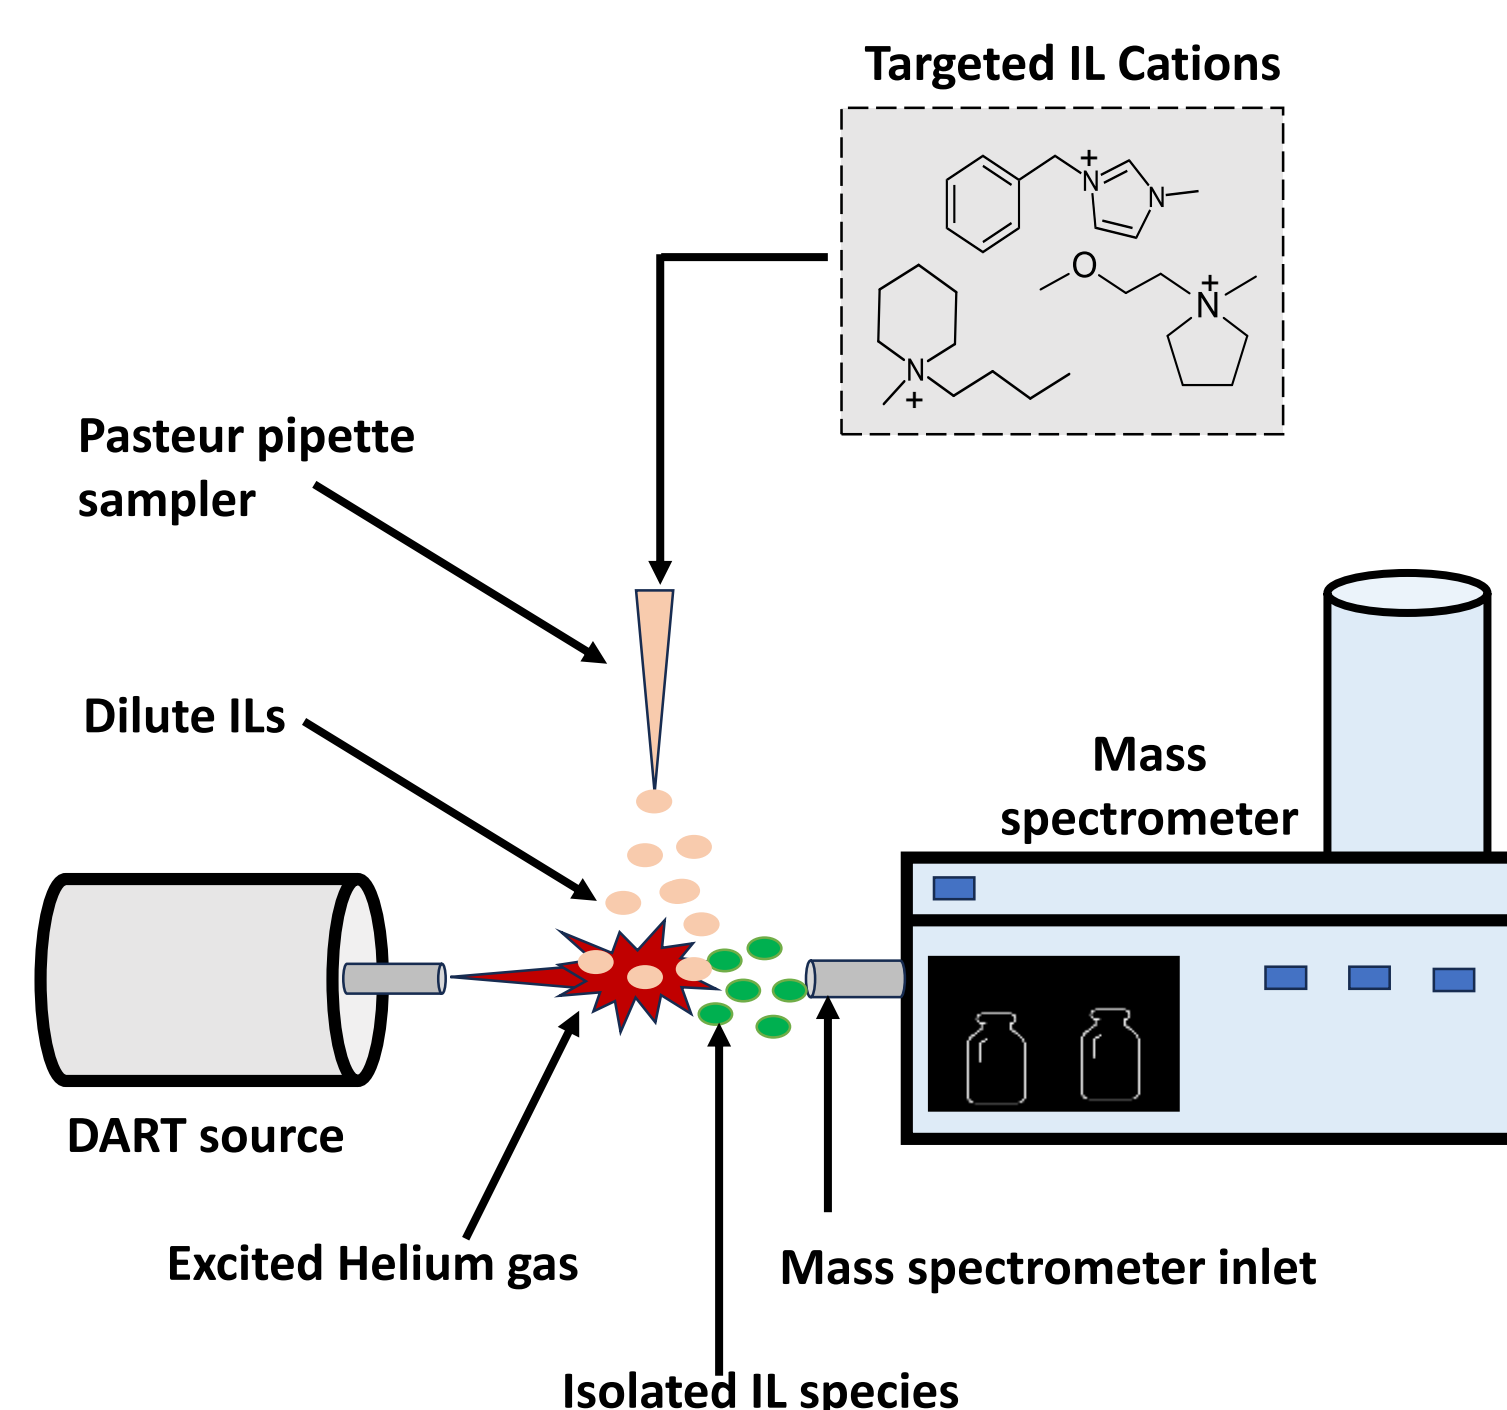 Targeted IL Cations
+
N
N
O
+
N
N
+
Pasteur pipette
sampler
Dilute ILs
Mass
spectrometer
DART source
Excited Helium gas
Mass spectrometer inlet
Isolated IL species